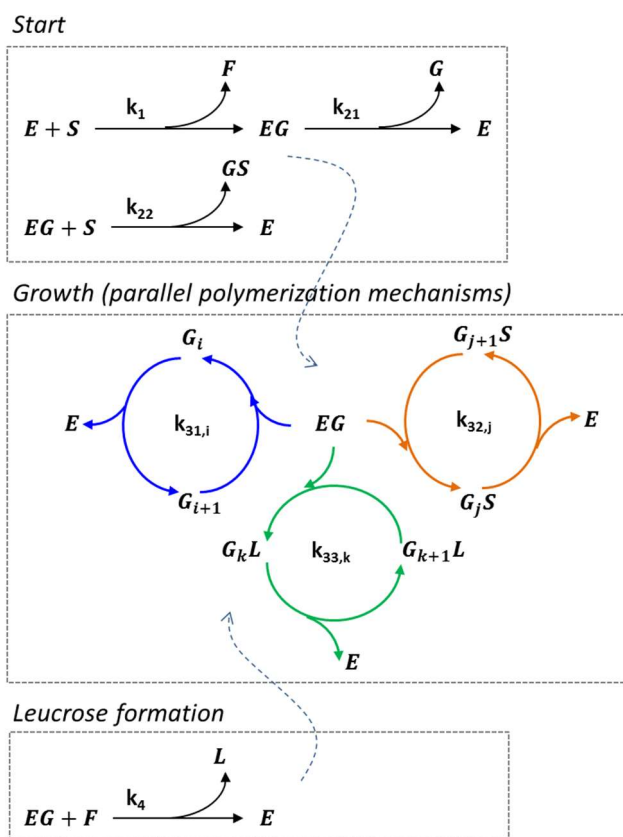 Start
F G
E + S k₁ EG k₂₁ E
GS
EG + S k₂₂ E
Growth (parallel polymerization mechanisms)
Gᵢ Gⱼ₊₁S
E k₃₁,ᵢ EG k₃₂,ⱼ E
Gᵢ₊₁ GⱼS
GₖL k₃₃,ₖ Gₖ₊₁L
E
Leucrose formation
L
EG + F k₄ E